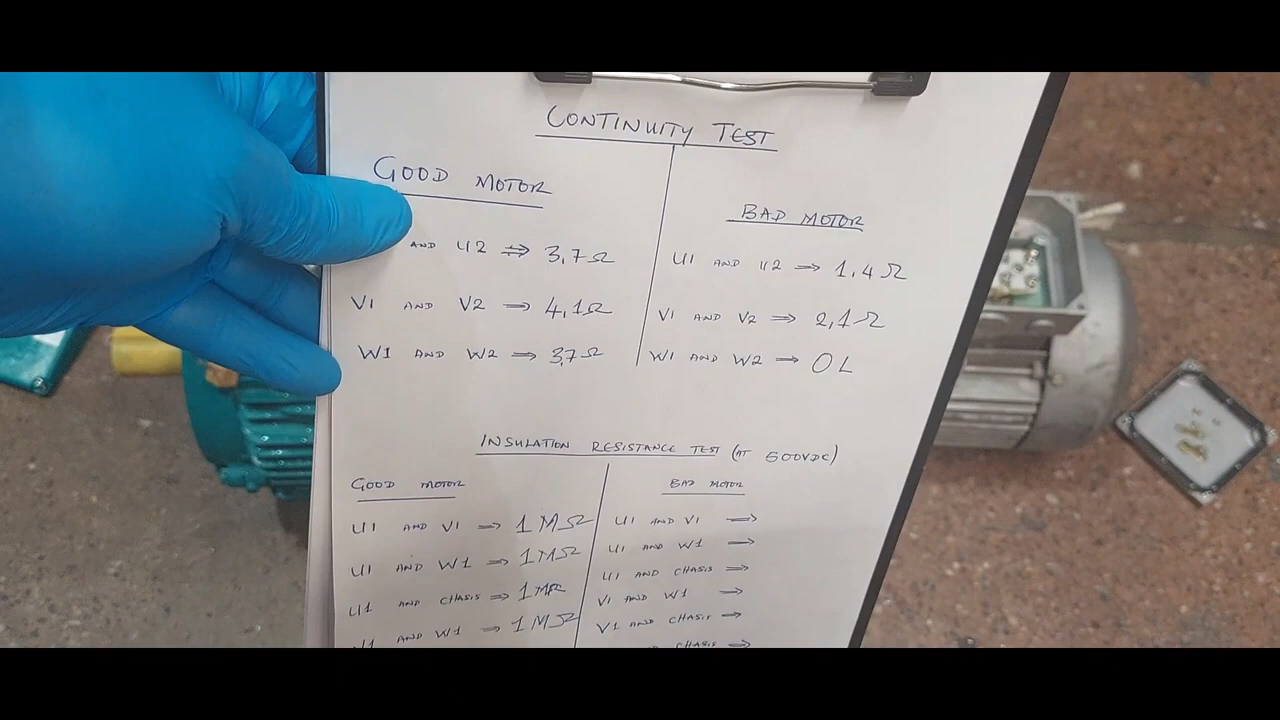 CONTINUITY TEST
GOOD MOTOR
AND U2 ⇒ 3,7Ω
V1 AND V2 ⇒ 4,1Ω
W1 AND W2 ⇒ 3,7Ω
BAD MOTOR
U1 AND U2 ⇒ 1.4Ω
V1 AND V2 ⇒ 2,1Ω
W1 AND W2 ⇒ OL
INSULATION RESISTANCE TEST (AT 500VDC)
GOOD MOTOR
U1 AND V1 ⇒ 1MΩ
U1 AND W1 ⇒ 1MΩ
U1 AND CHASIS ⇒ 1MΩ
V1 AND W1 ⇒ 1MΩ
BAD MOTOR
U1 AND V1 ⇒
U1 AND W1 ⇒
U1 AND CHASIS ⇒
V1 AND W1 ⇒
V1 AND CHASIS ⇒
CHASIS ⇒